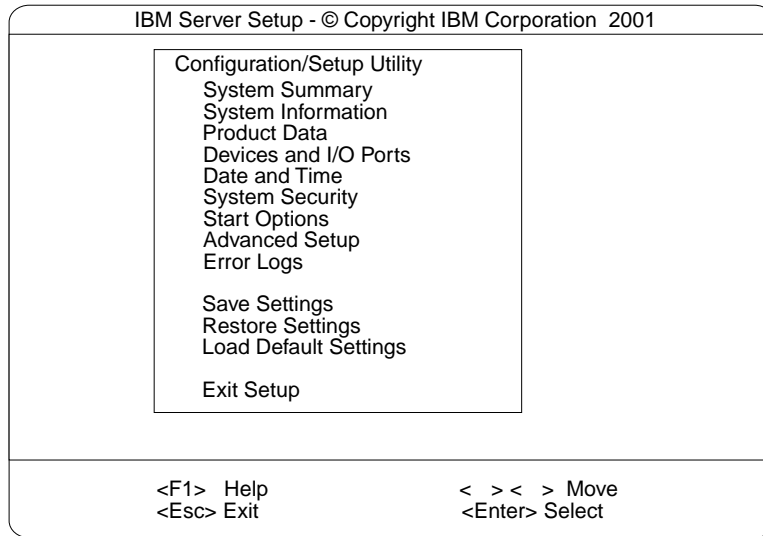 IBM Server Setup - © Copyright IBM Corporation 2001
Configuration/Setup Utility
System Summary
System Information
Product Data
Devices and I/O Ports
Date and Time
System Security
Start Options
Advanced Setup
Error Logs
Save Settings
Restore Settings
Load Default Settings
Exit Setup
<F1> Help < > < > Move
<Esc> Exit <Enter> Select